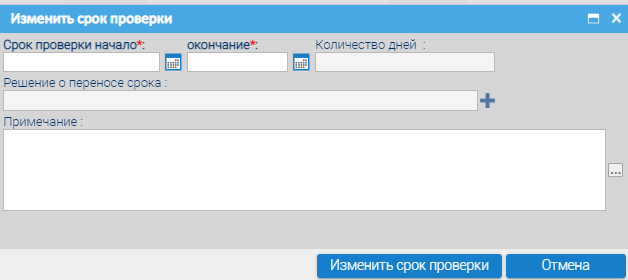 Изменить срок проверки
Срок проверки начало*: окончание*: Количество дней :
Решение о переносе срока :
Примечание :
...
Изменить срок проверки Отмена